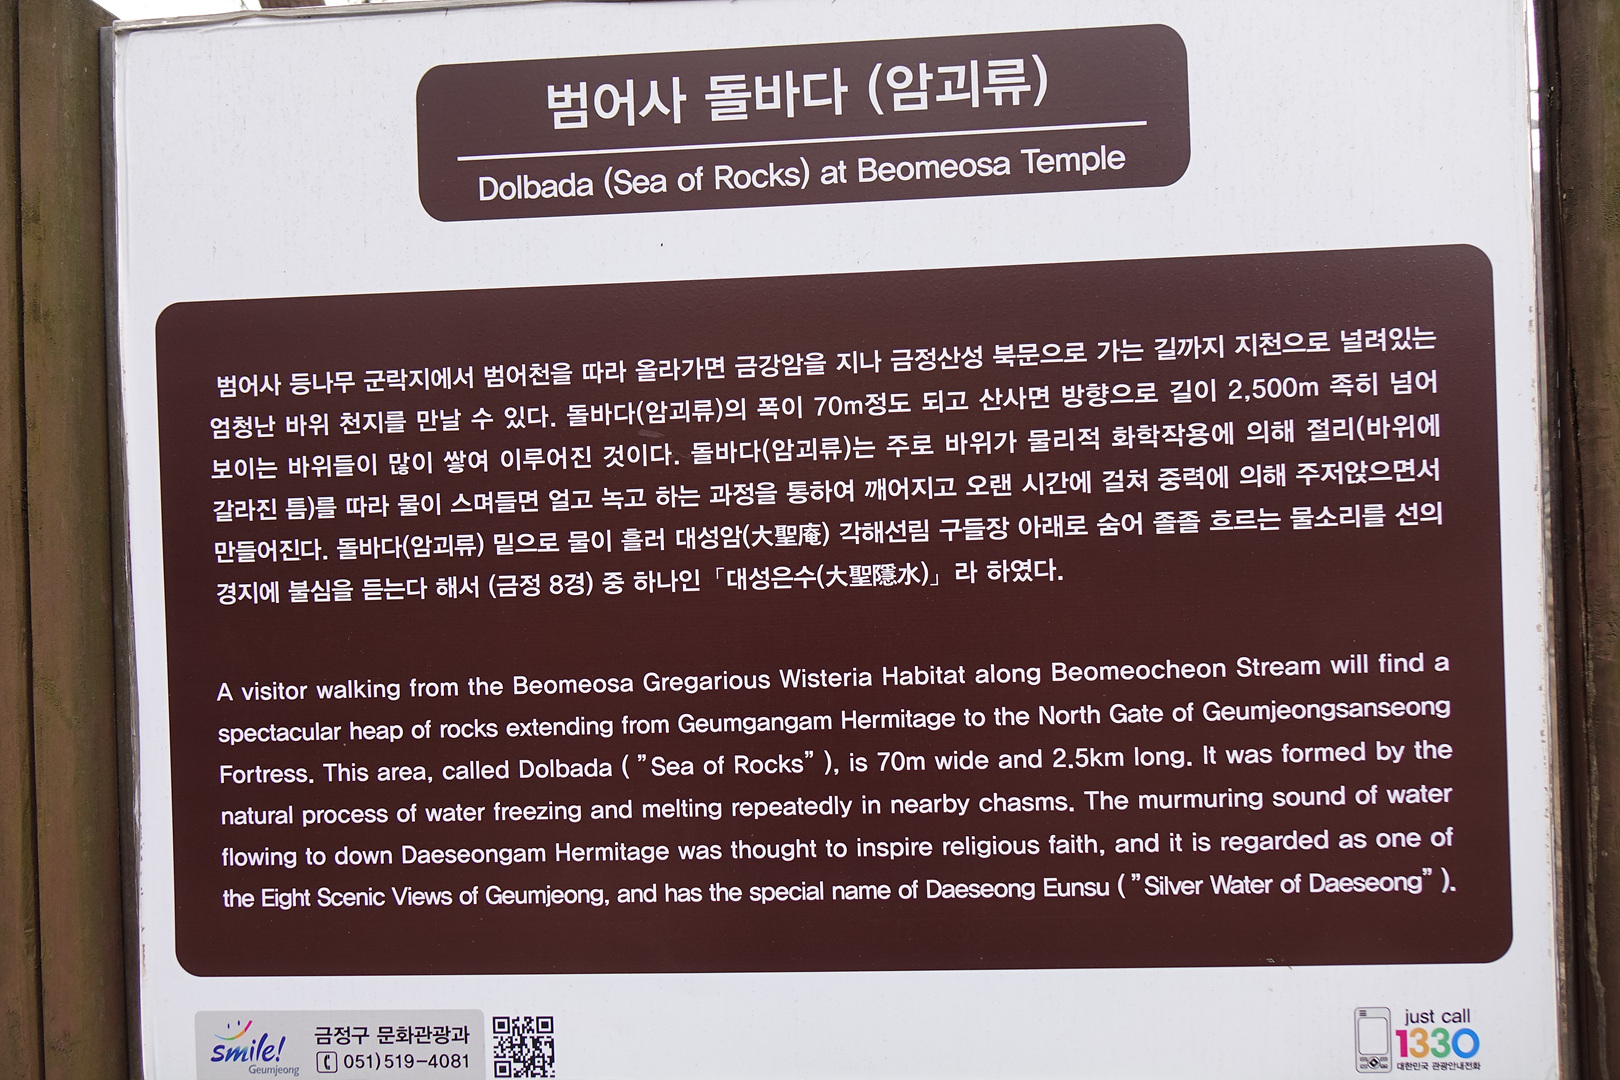 범어사 돌바다 (암괴류)
Dolbada (Sea of Rocks) at Beomeosa Temple
범어사 등나무 군락지에서 범어천을 따라 올라가면 금강암을 지나 금정산성 북문으로 가는 길까지 지천으로 널려있는
엄청난 바위 천지를 만날 수 있다. 돌바다(암괴류)의 폭이 70m정도 되고 산사면 방향으로 길이 2,500m 족히 넘어
보이는 바위들이 많이 쌓여 이루어진 것이다. 돌바다(암괴류)는 주로 바위가 물리적 화학작용에 의해 절리(바위에
갈라진 틈)를 따라 물이 스며들면 얼고 녹고 하는 과정을 통하여 깨어지고 오랜 시간에 걸쳐 중력에 의해 주저앉으면서
만들어진다. 돌바다(암괴류) 밑으로 물이 흘러 대성암(大聖庵) 각해선림 구들장 아래로 숨어 졸졸 흐르는 물소리를 선의
경지에 불심을 듣는다 해서 (금정 8경) 중 하나인「대성은수(大聖隱水)」라 하였다.
A visitor walking from the Beomeosa Gregarious Wisteria Habitat along Beomeocheon Stream will find a
spectacular heap of rocks extending from Geumgangam Hermitage to the North Gate of Geumjeongsanseong
Fortress. This area, called Dolbada ( ”Sea of Rocks” ), is 70m wide and 2.5km long. It was formed by the
natural process of water freezing and melting repeatedly in nearby chasms. The murmuring sound of water
flowing to down Daeseongam Hermitage was thought to inspire religious faith, and it is regarded as one of
the Eight Scenic Views of Geumjeong, and has the special name of Daeseong Eunsu ( ”Silver Water of Daeseong” ).
smile!
Geumjeong
금정구 문화관광과
051)519-4081
just call
1330
대한민국 관광안내전화